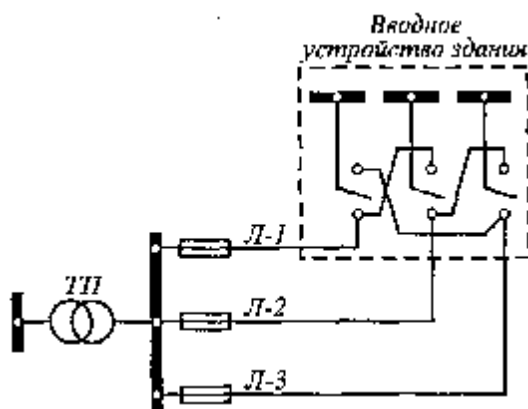 Вводное
устройство здания
ТП
Л-1
Л-2
Л-3